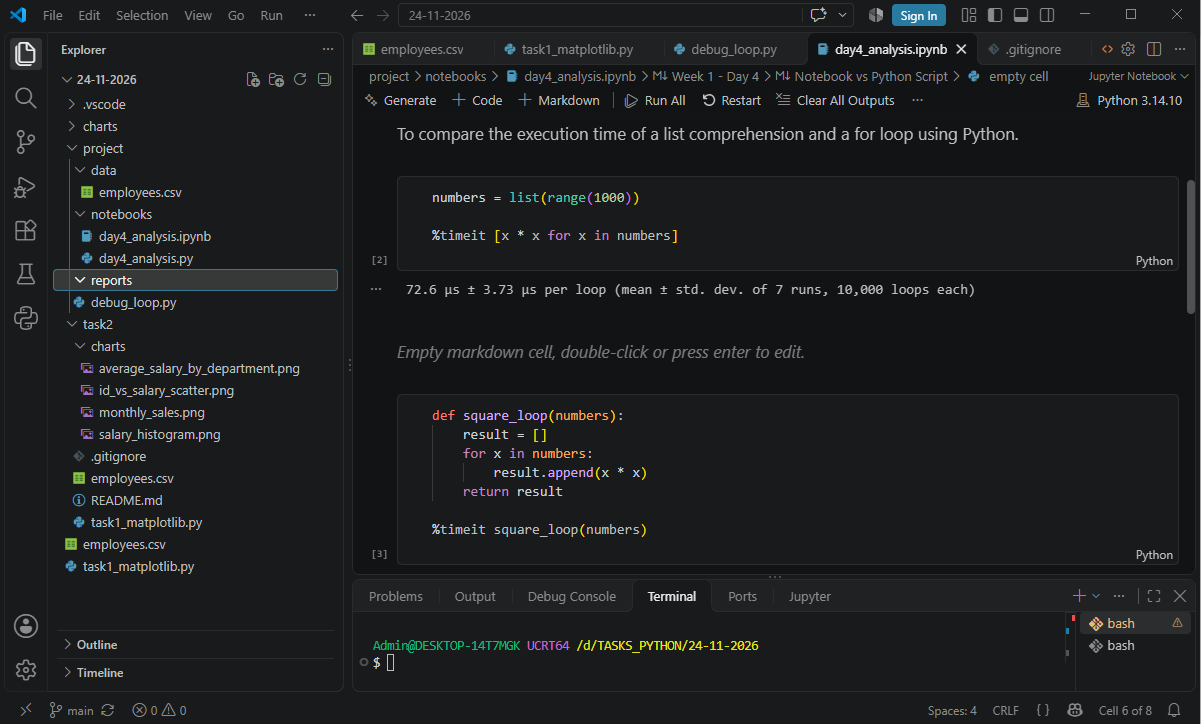 File Edit Selection View Go Run ··· 24-11-2026 Sign In
Explorer ···
employees.csv task1_matplotlib.py debug_loop.py day4_analysis.ipynb .gitignore ···
24-11-2026
.vscode
charts
project
data
employees.csv
notebooks
day4_analysis.ipynb
day4_analysis.py
reports
debug_loop.py
task2
charts
average_salary_by_department.png
id_vs_salary_scatter.png
monthly_sales.png
salary_histogram.png
.gitignore
employees.csv
README.md
task1_matplotlib.py
employees.csv
task1_matplotlib.py
Outline
Timeline
project > notebooks > day4_analysis.ipynb > M↓ Week 1 - Day 4 > M↓ Notebook vs Python Script > empty cell Jupyter Notebook
Generate + Code + Markdown Run All Restart Clear All Outputs ··· Python 3.14.10
To compare the execution time of a list comprehension and a for loop using Python.
numbers = list(range(1000))
%timeit [x * x for x in numbers]
[2] Python
··· 72.6 µs ± 3.73 µs per loop (mean ± std. dev. of 7 runs, 10,000 loops each)
Empty markdown cell, double-click or press enter to edit.
def square_loop(numbers):
result = []
for x in numbers:
result.append(x * x)
return result
%timeit square_loop(numbers)
[3] Python
Problems Output Debug Console Terminal Ports Jupyter ···
Admin@DESKTOP-14T7MGK UCRT64 /d/TASKS_PYTHON/24-11-2026
$
bash
bash
main 0 0 Spaces: 4 CRLF { } Cell 6 of 8